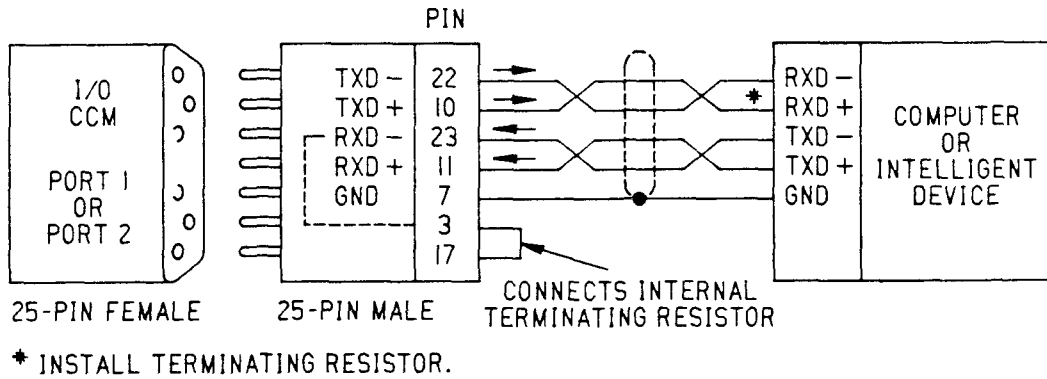 PIN
I/O
CCM
PORT 1
OR
PORT 2
TXD - 22
TXD + 10
RXD - 23
RXD + 11
GND 7
3
17
* RXD -
RXD +
TXD -
TXD +
GND
COMPUTER
OR
INTELLIGENT
DEVICE
CONNECTS INTERNAL
TERMINATING RESISTOR
25-PIN FEMALE
25-PIN MALE
* INSTALL TERMINATING RESISTOR.